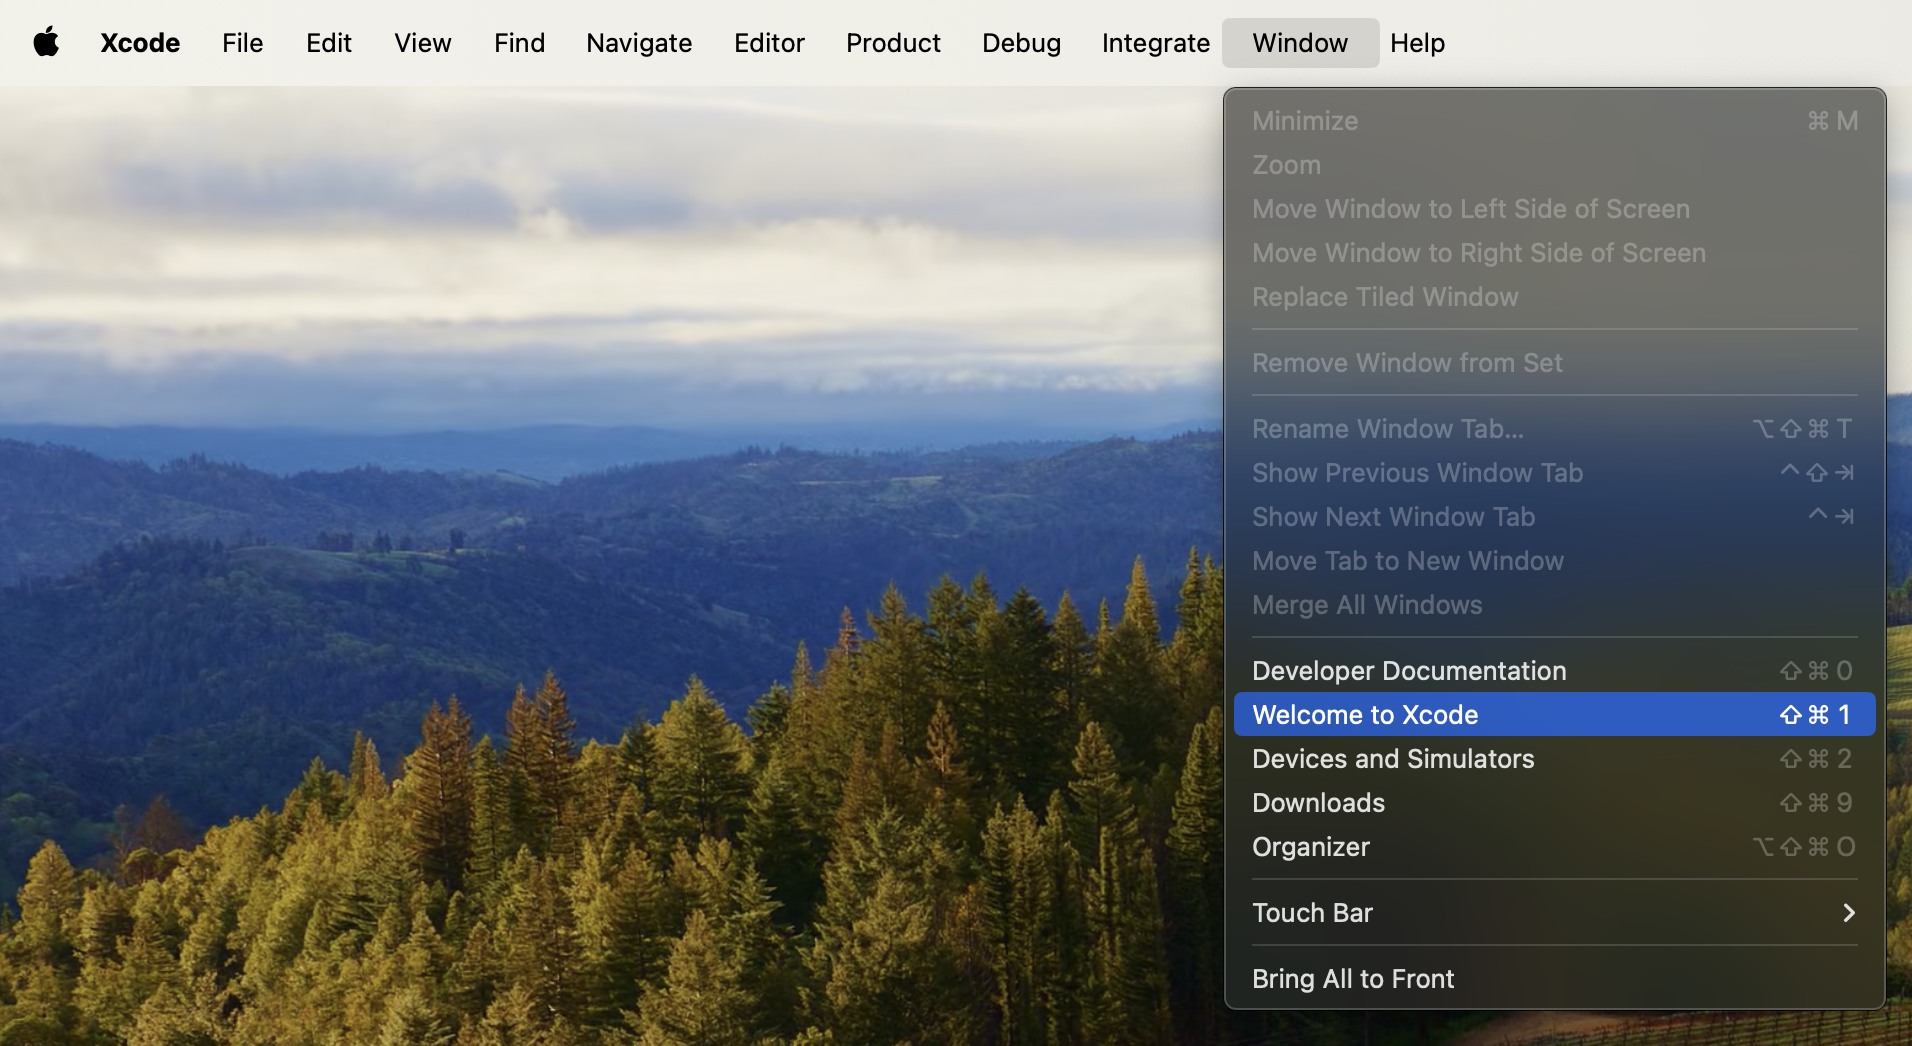 Xcode File Edit View Find Navigate Editor Product Debug Integrate Window Help
Minimize ⌘ M
Zoom
Move Window to Left Side of Screen
Move Window to Right Side of Screen
Replace Tiled Window
Remove Window from Set
Rename Window Tab... ⌥⇧⌘ T
Show Previous Window Tab ^⇧⇥
Show Next Window Tab ^⇥
Move Tab to New Window
Merge All Windows
Developer Documentation ⇧⌘ 0
Welcome to Xcode ⇧⌘ 1
Devices and Simulators ⇧⌘ 2
Downloads ⇧⌘ 9
Organizer ⌥⇧⌘ O
Touch Bar
Bring All to Front